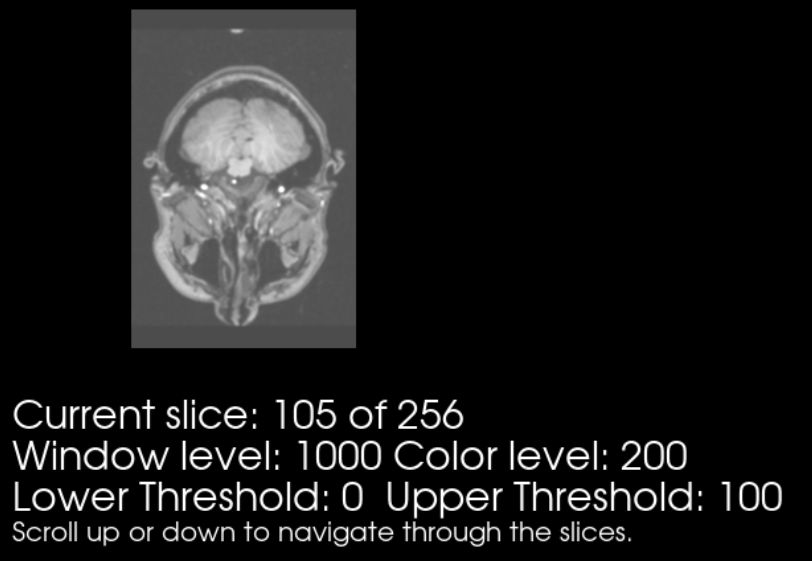 Current slice: 105 of 256
Window level: 1000 Color level: 200
Lower Threshold: 0 Upper Threshold: 100
Scroll up or down to navigate through the slices.